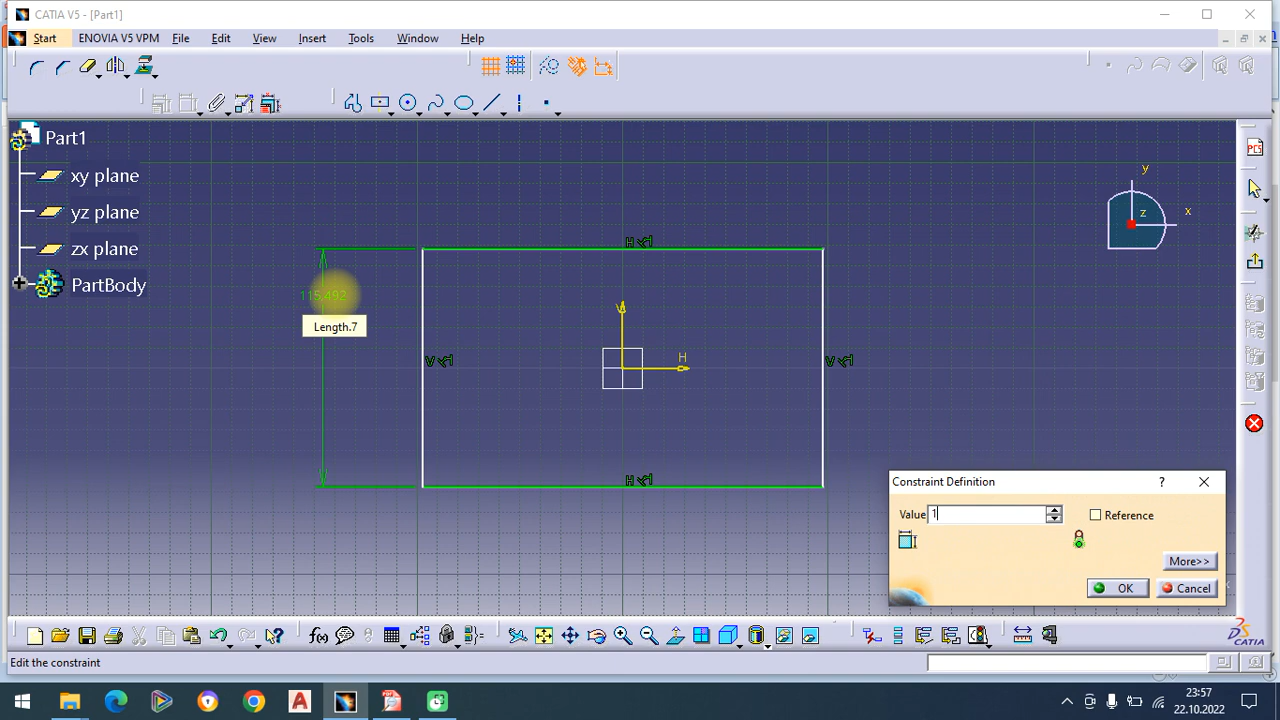 CATIA V5 - [Part1]
Start ENOVIA V5 VPM File Edit View Insert Tools Window Help
Part1
xy plane
yz plane
zx plane
PartBody
y
z
x
H
115.492
Length.7
V
V
H
V
H
Constraint Definition
Value 1
Reference
More>>
OK
Cancel
f(x)
Edit the constraint
CATIA
23:57
22.10.2022